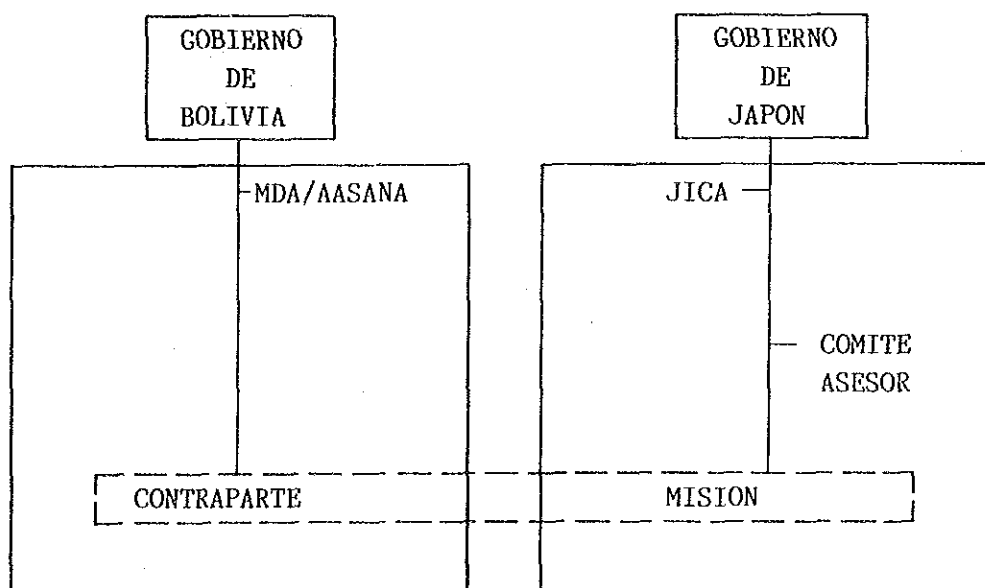 GOBIERNO
DE
BOLIVIA
GOBIERNO
DE
JAPON
MDA/AASANA
JICA
COMITE
ASESOR
CONTRAPARTE
MISION